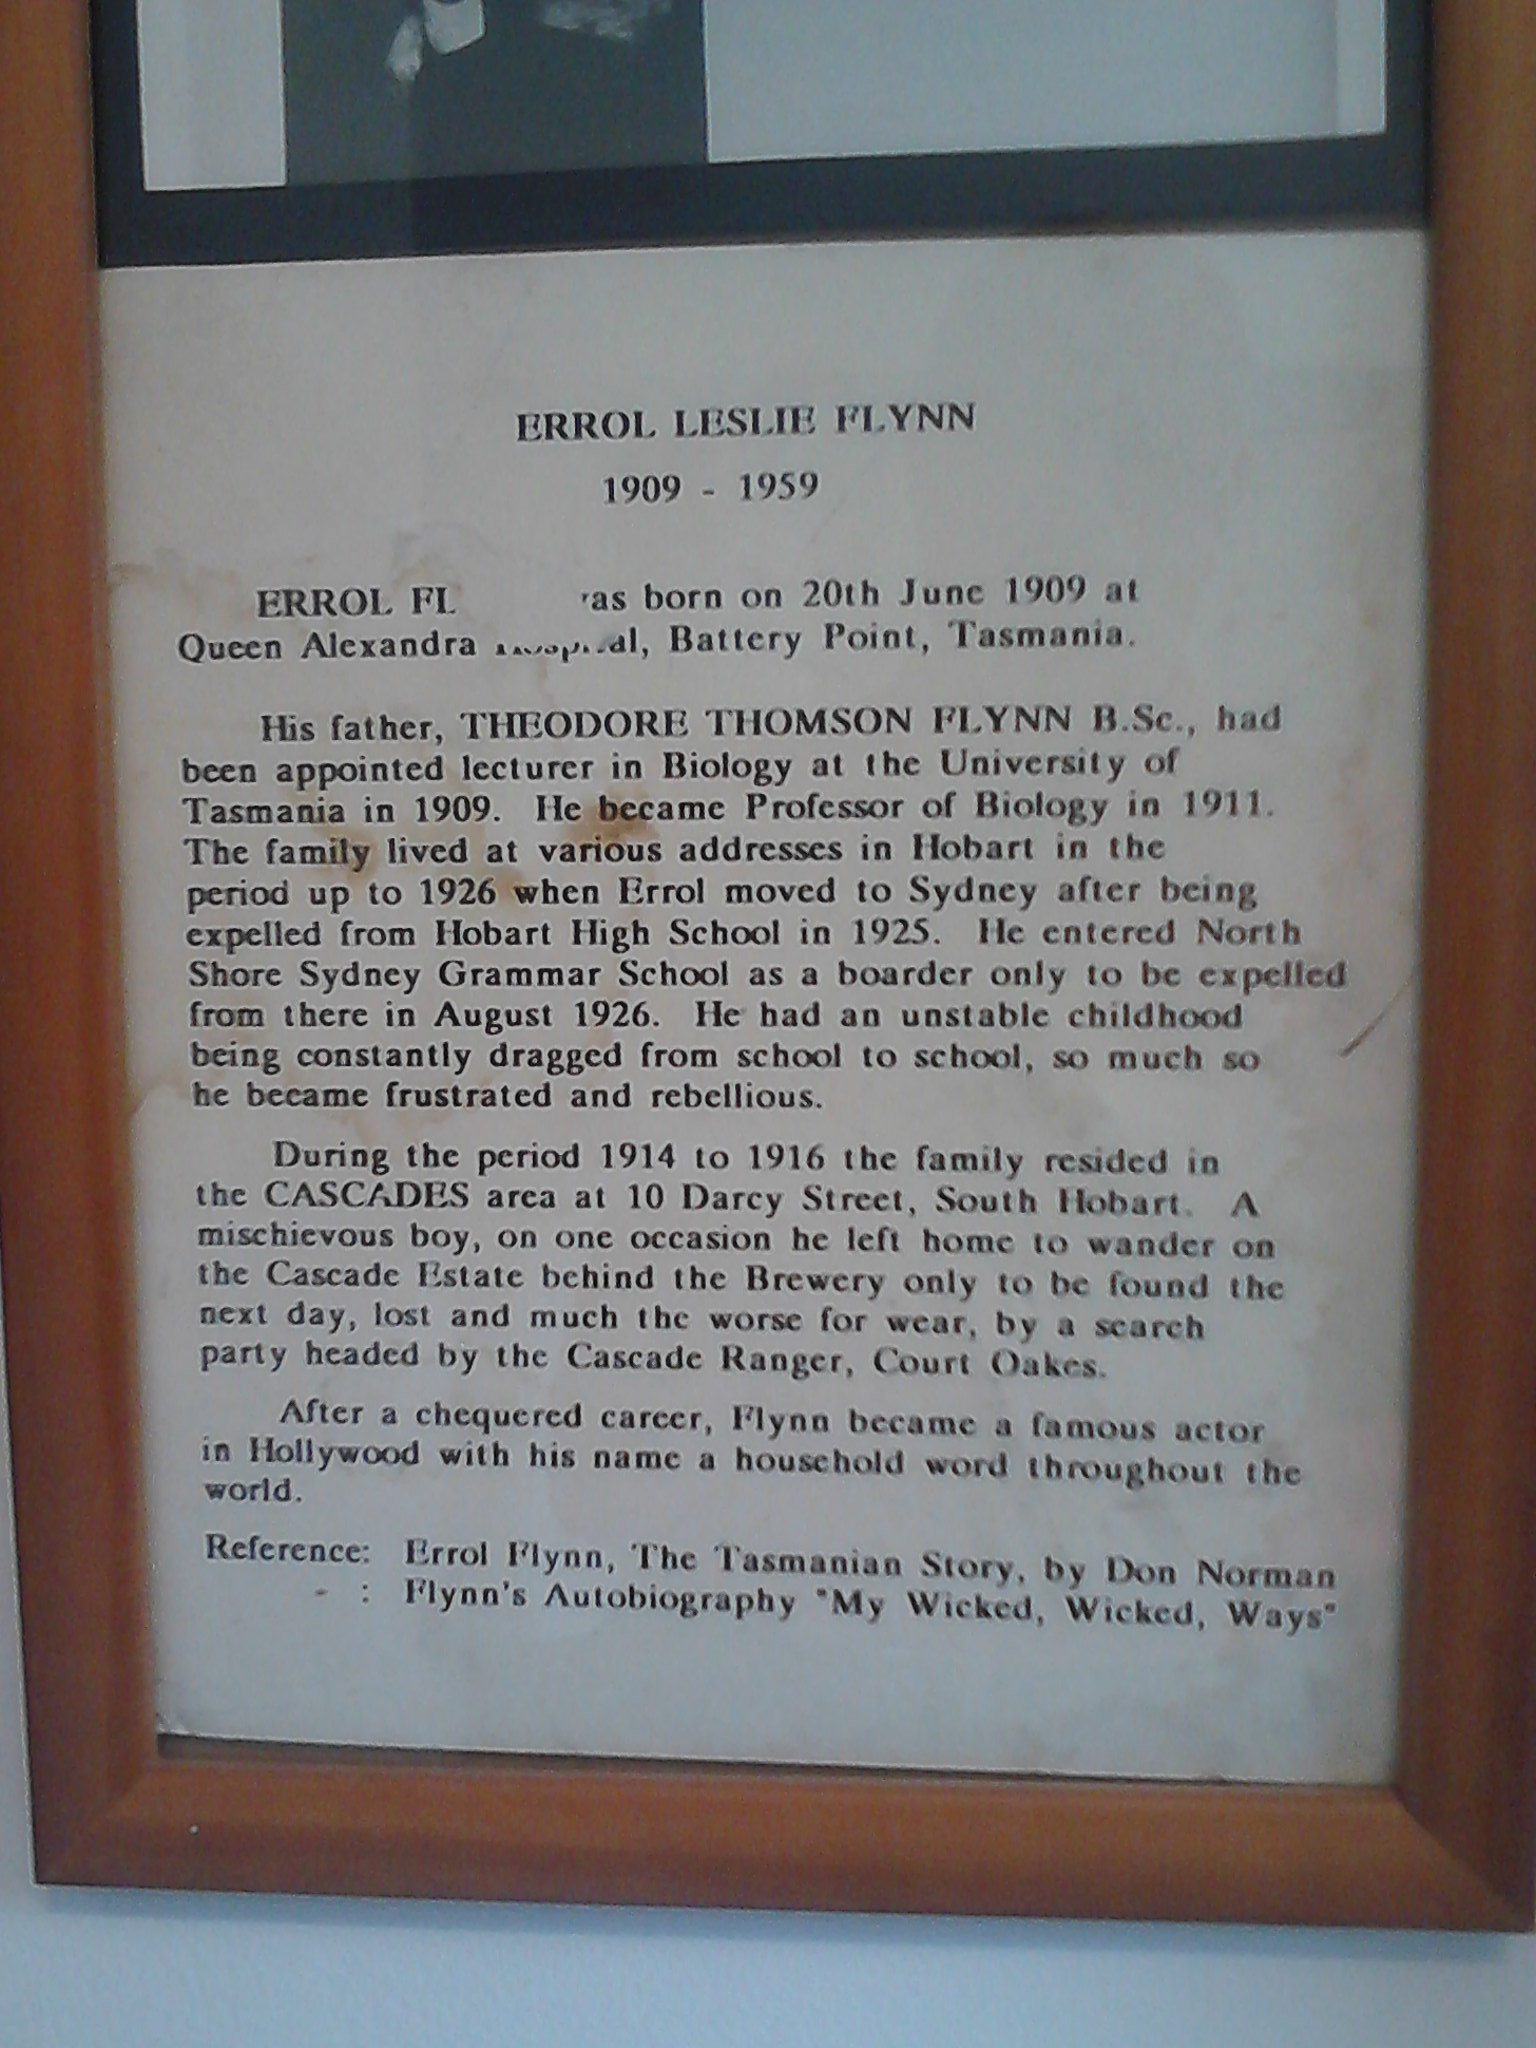 ERROL LESLIE FLYNN
1909 - 1959
ERROL FL as born on 20th June 1909 at
Queen Alexandra Battery Point, Tasmania.
His father, THEODORE THOMSON FLYNN B.Sc., had
been appointed lecturer in Biology at the University of
Tasmania in 1909. He became Professor of Biology in 1911.
The family lived at various addresses in Hobart in the
period up to 1926 when Errol moved to Sydney after being
expelled from Hobart High School in 1925. He entered North
Shore Sydney Grammar School as a boarder only to be expelled
from there in August 1926. He had an unstable childhood
being constantly dragged from school to school, so much so
he became frustrated and rebellious.
During the period 1914 to 1916 the family resided in
the CASCADES area at 10 Darcy Street, South Hobart. A
mischievous boy, on one occasion he left home to wander on
the Cascade Estate behind the Brewery only to be found the
next day, lost and much the worse for wear, by a search
party headed by the Cascade Ranger, Court Oakes.
After a chequered career, Flynn became a famous actor
in Hollywood with his name a household word throughout the
world.
Reference: Errol Flynn, The Tasmanian Story, by Don Norman
- : Flynn's Autobiography "My Wicked, Wicked, Ways"